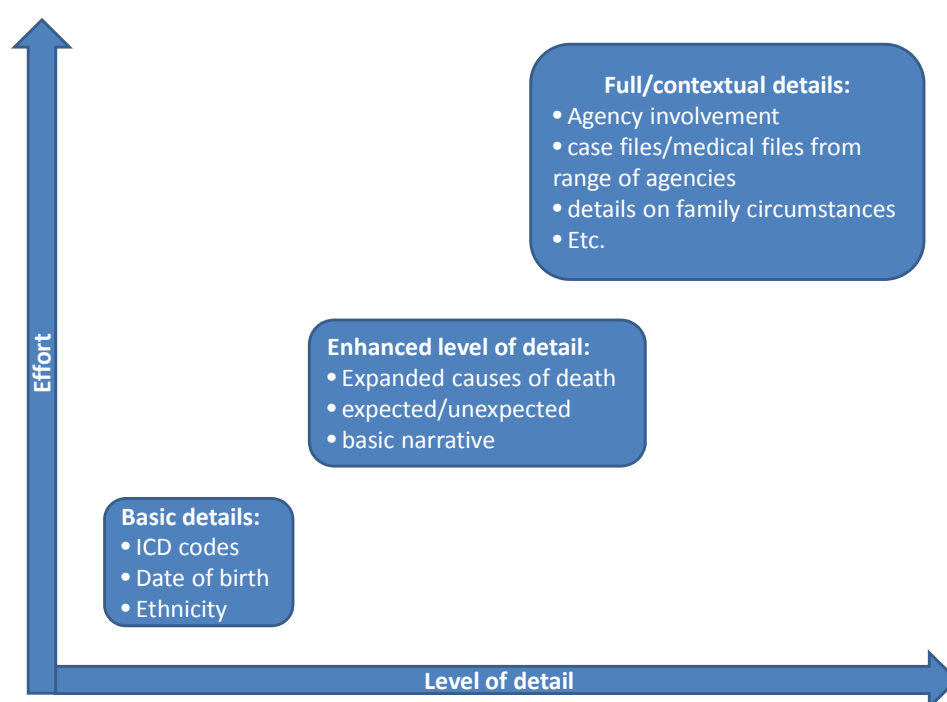 Full/contextual details:
• Agency involvement
• case files/medical files from
range of agencies
• details on family circumstances
• Etc.
Effort
Enhanced level of detail:
• Expanded causes of death
• expected/unexpected
• basic narrative
Basic details:
• ICD codes
• Date of birth
• Ethnicity
Level of detail